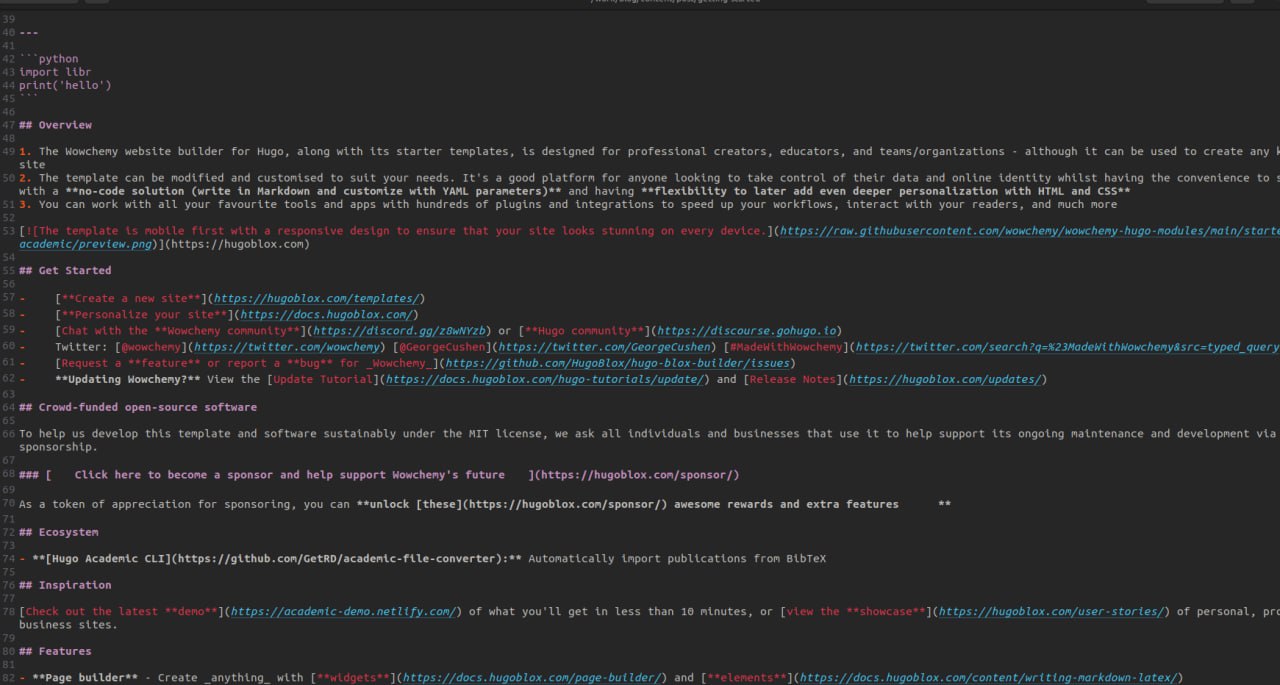 39
40 ---
41
42 ```python
43 import libr
44 print('hello')
45 ```
46
47 ## Overview
48
49 1. The Wowchemy website builder for Hugo, along with its starter templates, is designed for professional creators, educators, and teams/organizations - although it can be used to create any
site
50 2. The template can be modified and customised to suit your needs. It's a good platform for anyone looking to take control of their data and online identity whilst having the convenience to
with a **no-code solution (write in Markdown and customize with YAML parameters)** and having **flexibility to later add even deeper personalization with HTML and CSS**
51 3. You can work with all your favourite tools and apps with hundreds of plugins and integrations to speed up your workflows, interact with your readers, and much more
52
53 [![The template is mobile first with a responsive design to ensure that your site looks stunning on every device.](https://raw.githubusercontent.com/wowchemy/wowchemy-hugo-modules/main/starte
academic/preview.png)](https://hugoblox.com)
54
55 ## Get Started
56
57 - [**Create a new site**](https://hugoblox.com/templates/)
58 - [**Personalize your site**](https://docs.hugoblox.com/)
59 - [Chat with the **Wowchemy community**](https://discord.gg/z8wNYzb) or [**Hugo community**](https://discourse.gohugo.io)
60 - Twitter: [@wowchemy](https://twitter.com/wowchemy) [@GeorgeCushen](https://twitter.com/GeorgeCushen) [#MadeWithWowchemy](https://twitter.com/search?q=%23MadeWithWowchemy&src=typed_query
61 - [Request a **feature** or report a **bug** for _Wowchemy_](https://github.com/HugoBlox/hugo-blox-builder/issues)
62 - **Updating Wowchemy?** View the [Update Tutorial](https://docs.hugoblox.com/hugo-tutorials/update/) and [Release Notes](https://hugoblox.com/updates/)
63
64 ## Crowd-funded open-source software
65
66 To help us develop this template and software sustainably under the MIT license, we ask all individuals and businesses that use it to help support its ongoing maintenance and development via
sponsorship.
67
68 ### [ Click here to become a sponsor and help support Wowchemy's future ](https://hugoblox.com/sponsor/)
69
70 As a token of appreciation for sponsoring, you can **unlock [these](https://hugoblox.com/sponsor/) awesome rewards and extra features **
71
72 ## Ecosystem
73
74 - **[Hugo Academic CLI](https://github.com/GetRD/academic-file-converter):** Automatically import publications from BibTeX
75
76 ## Inspiration
77
78 [Check out the latest **demo**](https://academic-demo.netlify.com/) of what you'll get in less than 10 minutes, or [view the **showcase**](https://hugoblox.com/user-stories/) of personal, pro
business sites.
79
80 ## Features
81
82 - **Page builder** - Create _anything_ with [**widgets**](https://docs.hugoblox.com/page-builder/) and [**elements**](https://docs.hugoblox.com/content/writing-markdown-latex/)